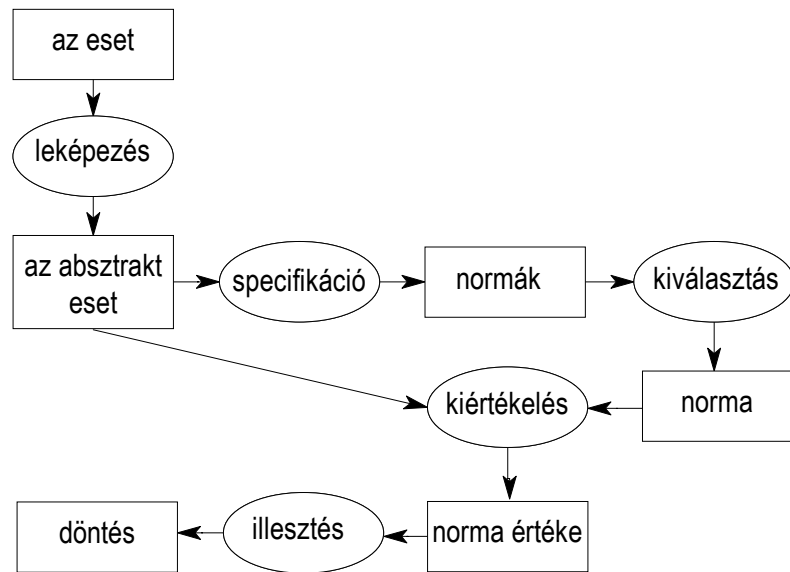 az eset
leképezés
az absztrakt
eset
specifikáció
normák
kiválasztás
kiértékelés
norma
döntés
illesztés
norma értéke